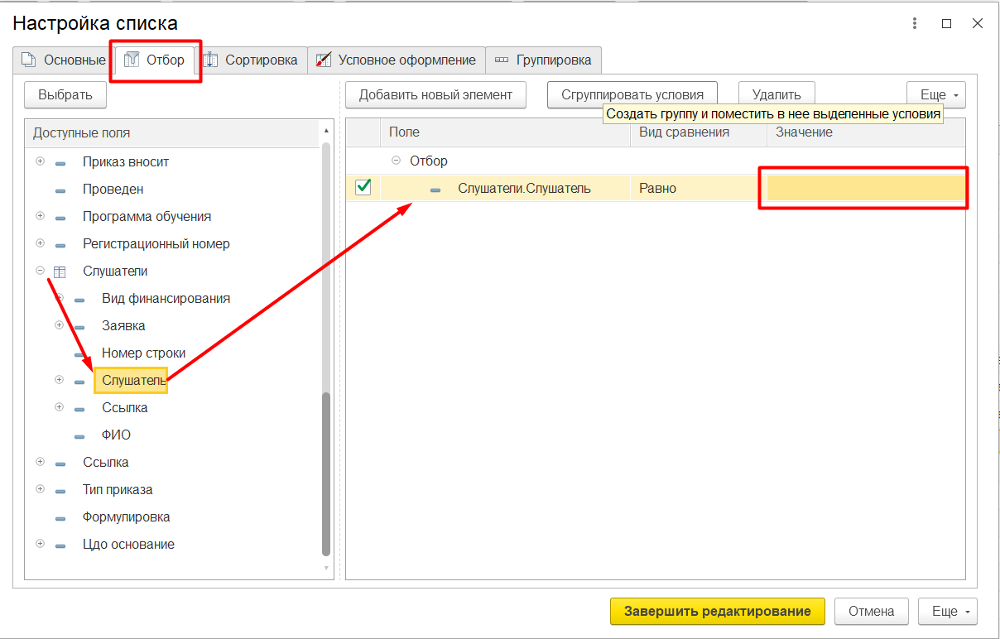 Настройка списка
Основные Отбор Сортировка Условное оформление Группировка
Выбрать Добавить новый элемент Сгруппировать условия Удалить Еще
Создать группу и поместить в нее выделенные условия
Доступные поля Поле Вид сравнения Значение
Приказ вносит Отбор
Проведен Слушатели.Слушатель Равно
Программа обучения
Регистрационный номер
Слушатели
Вид финансирования
Заявка
Номер строки
Слушатель
Ссылка
ФИО
Ссылка
Тип приказа
Формулировка
Цдо основание
Завершить редактирование Отмена Еще